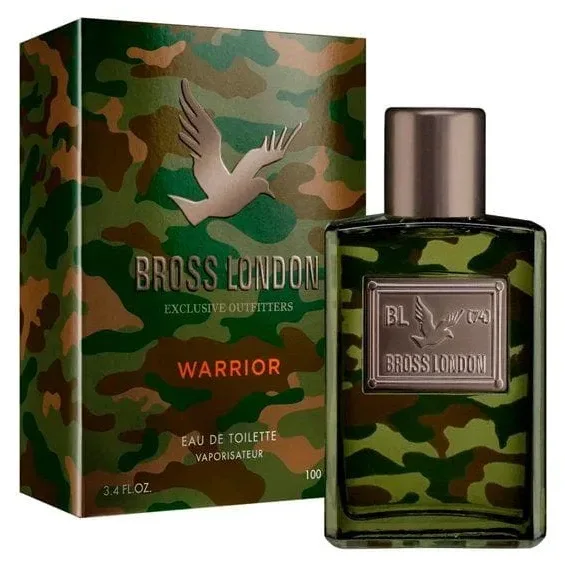 BROSS LONDON
EXCLUSIVE OUTFITTERS
WARRIOR
EAU DE TOILETTE
VAPORISATEUR
3.4 FL.OZ.
100
BL
BROSS LONDON